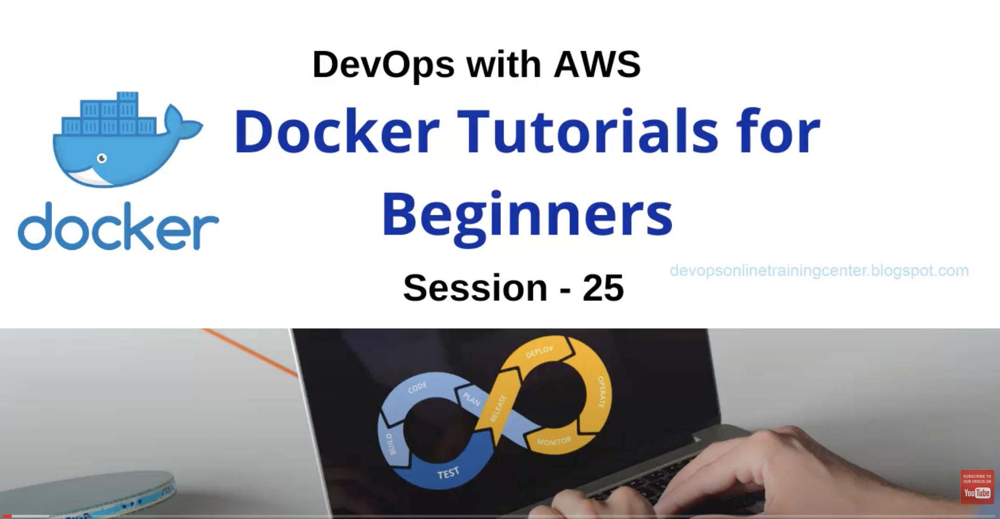 DevOps with AWS
Docker Tutorials for
Beginners
docker
devopsonlinetrainingcenter.blogspot.com
Session - 25
DEPLOY
CODE
PLAN
OPERATE
RELEASE
BUILD
MONITOR
TEST
SUBSCRIBE TO
OUR VIDEOS ON
YouTube